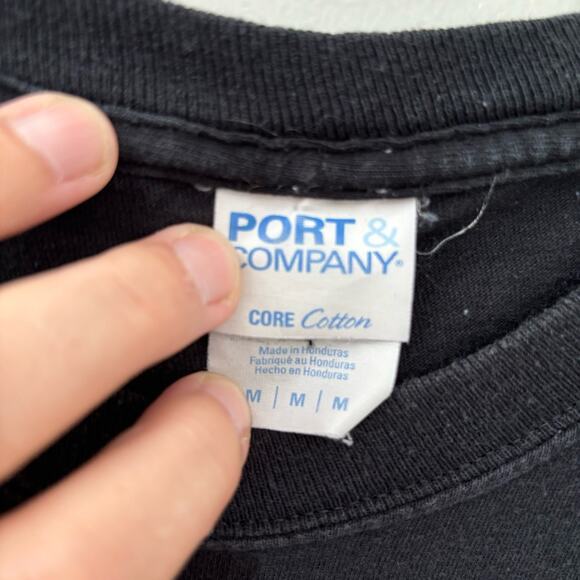 PORT &
COMPANY®
CORE Cotton
Made in Honduras
Fabriqué au Honduras
Hecho en Honduras
M | M | M